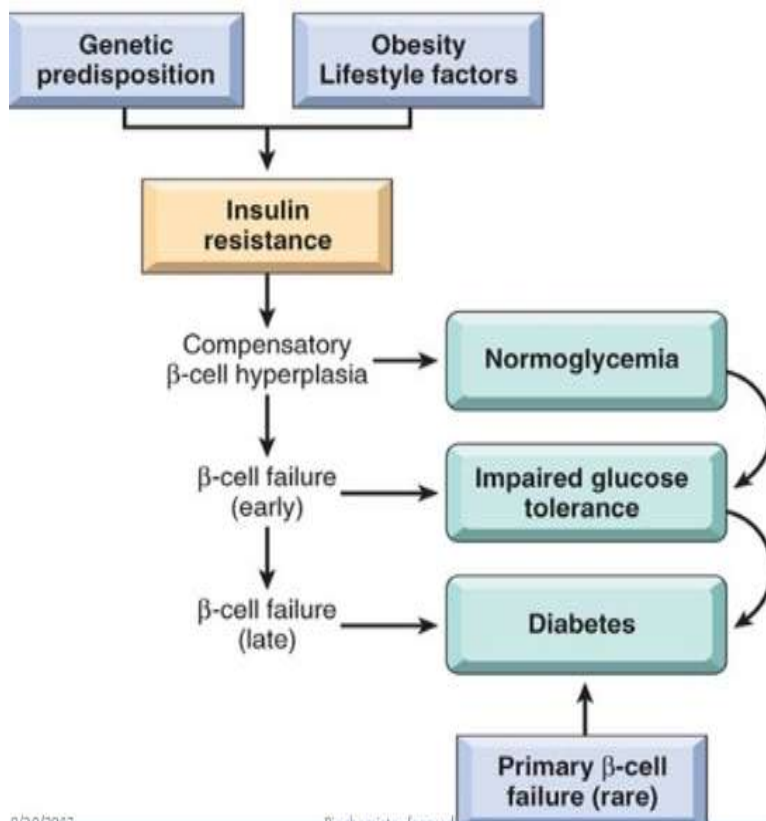 Genetic
predisposition
Obesity
Lifestyle factors
Insulin
resistance
Compensatory
β-cell hyperplasia
Normoglycemia
β-cell failure
(early)
Impaired glucose
tolerance
β-cell failure
(late)
Diabetes
Primary β-cell
failure (rare)